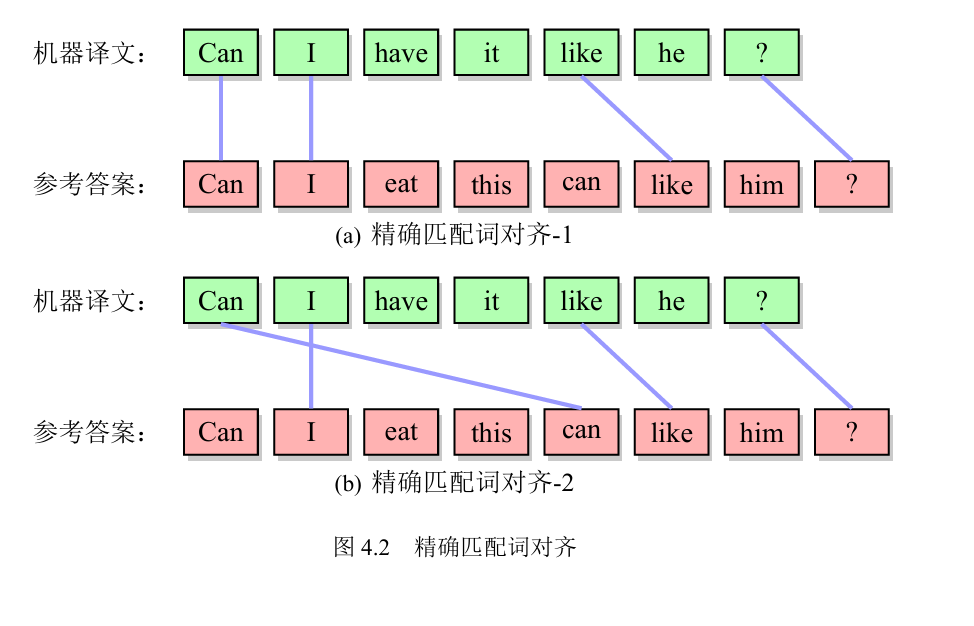 机器译文： Can I have it like he ?
参考答案： Can I eat this can like him ?
(a) 精确匹配词对齐-1
机器译文： Can I have it like he ?
参考答案： Can I eat this can like him ?
(b) 精确匹配词对齐-2
图 4.2 精确匹配词对齐